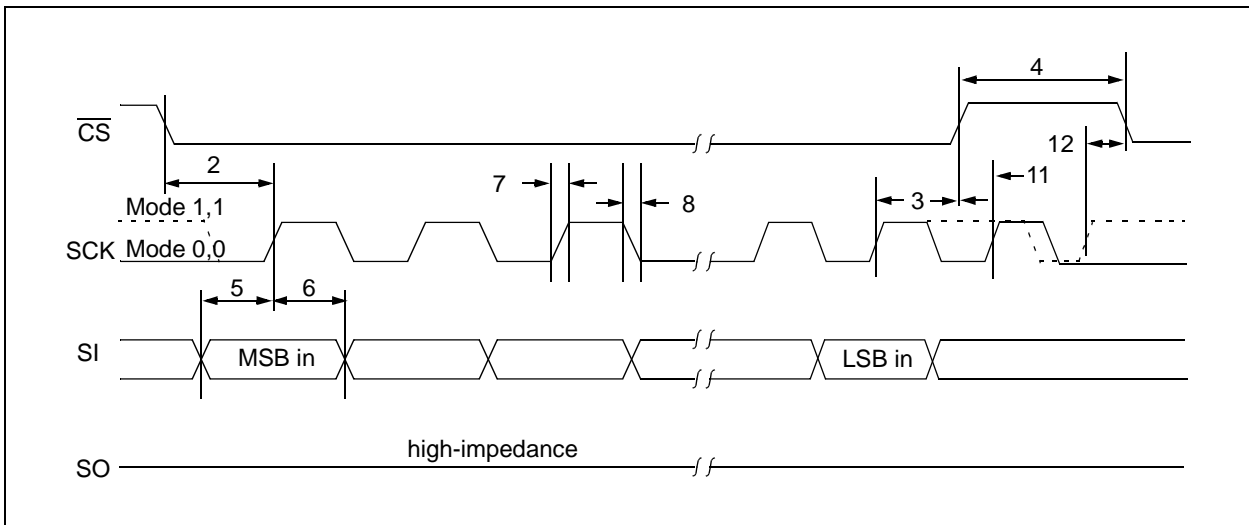 4
CS
12
2
7
8
3
11
Mode 1,1
SCK Mode 0,0
5
6
SI
MSB in
LSB in
high-impedance
SO